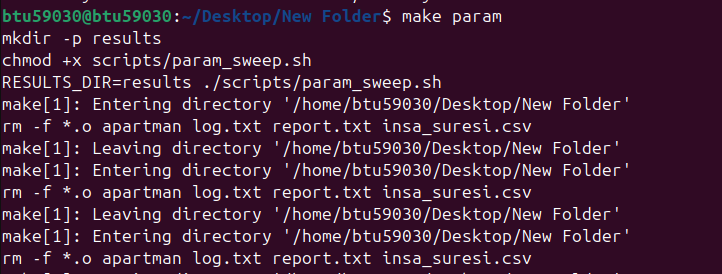 btu59030@btu59030:~/Desktop/New Folder$ make param
mkdir -p results
chmod +x scripts/param_sweep.sh
RESULTS_DIR=results ./scripts/param_sweep.sh
make[1]: Entering directory '/home/btu59030/Desktop/New Folder'
rm -f *.o apartman log.txt report.txt insa_suresi.csv
make[1]: Leaving directory '/home/btu59030/Desktop/New Folder'
make[1]: Entering directory '/home/btu59030/Desktop/New Folder'
rm -f *.o apartman log.txt report.txt insa_suresi.csv
make[1]: Leaving directory '/home/btu59030/Desktop/New Folder'
make[1]: Entering directory '/home/btu59030/Desktop/New Folder'
rm -f *.o apartman log.txt report.txt insa_suresi.csv